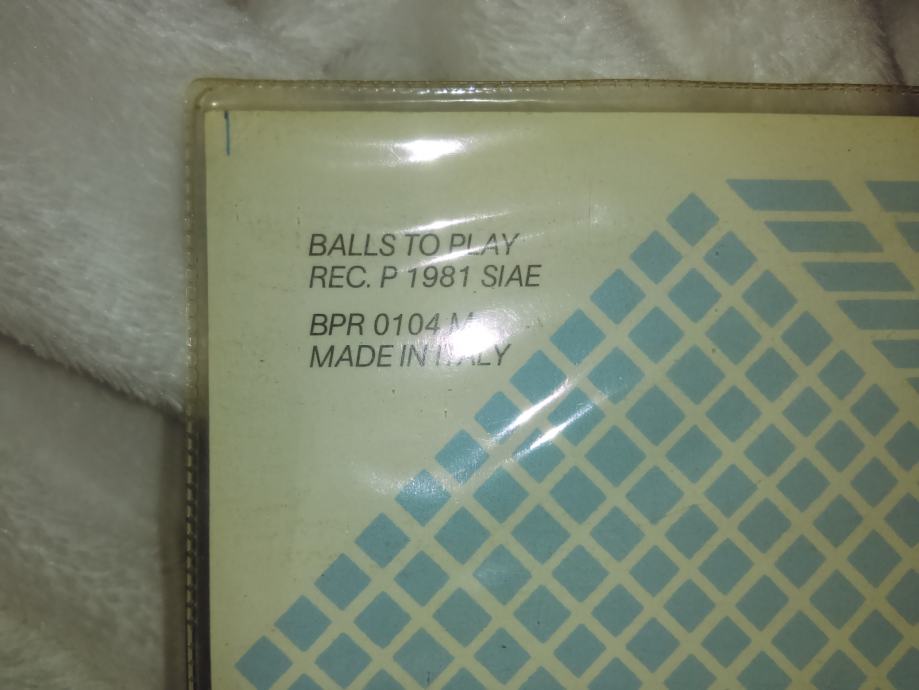 BALLS TO PLAY
REC. P 1981 SIAE
BPR 0104 M
MADE IN ITALY